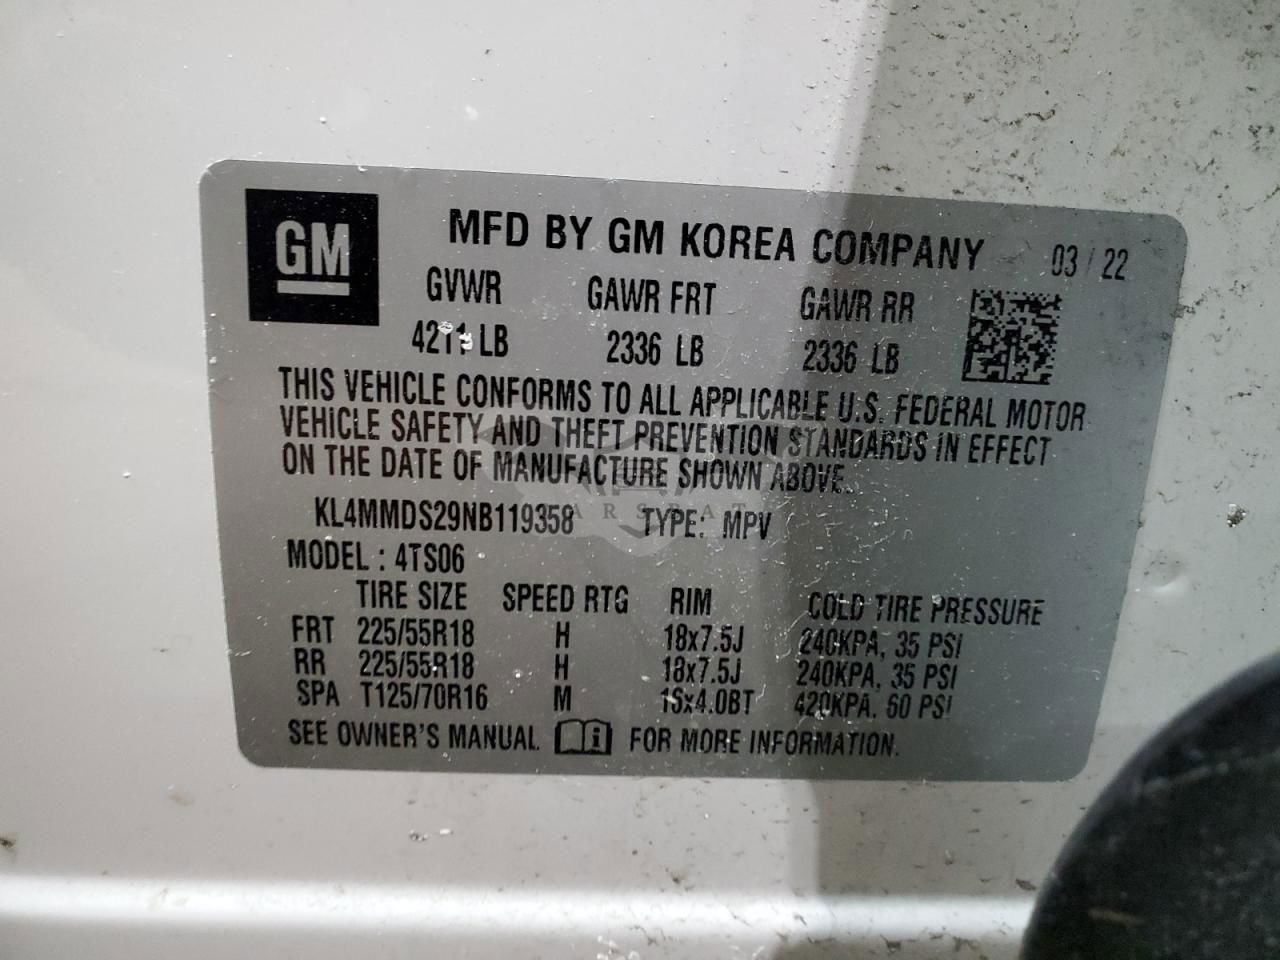 GM
MFD BY GM KOREA COMPANY 03 / 22
GVWR GAWR FRT GAWR RR
4211 LB 2336 LB 2336 LB
THIS VEHICLE CONFORMS TO ALL APPLICABLE U.S. FEDERAL MOTOR
VEHICLE SAFETY AND THEFT PREVENTION STANDARDS IN EFFECT
ON THE DATE OF MANUFACTURE SHOWN ABOVE.
KL4MMDS29NB119358 TYPE: MPV
MODEL : 4TS06
TIRE SIZE SPEED RTG RIM COLD TIRE PRESSURE
FRT 225/55R18 H 18x7.5J 240KPA, 35 PSI
RR 225/55R18 H 18x7.5J 240KPA, 35 PSI
SPA T125/70R16 M 16x4.0BT 420KPA, 60 PSI
SEE OWNER'S MANUAL i FOR MORE INFORMATION.